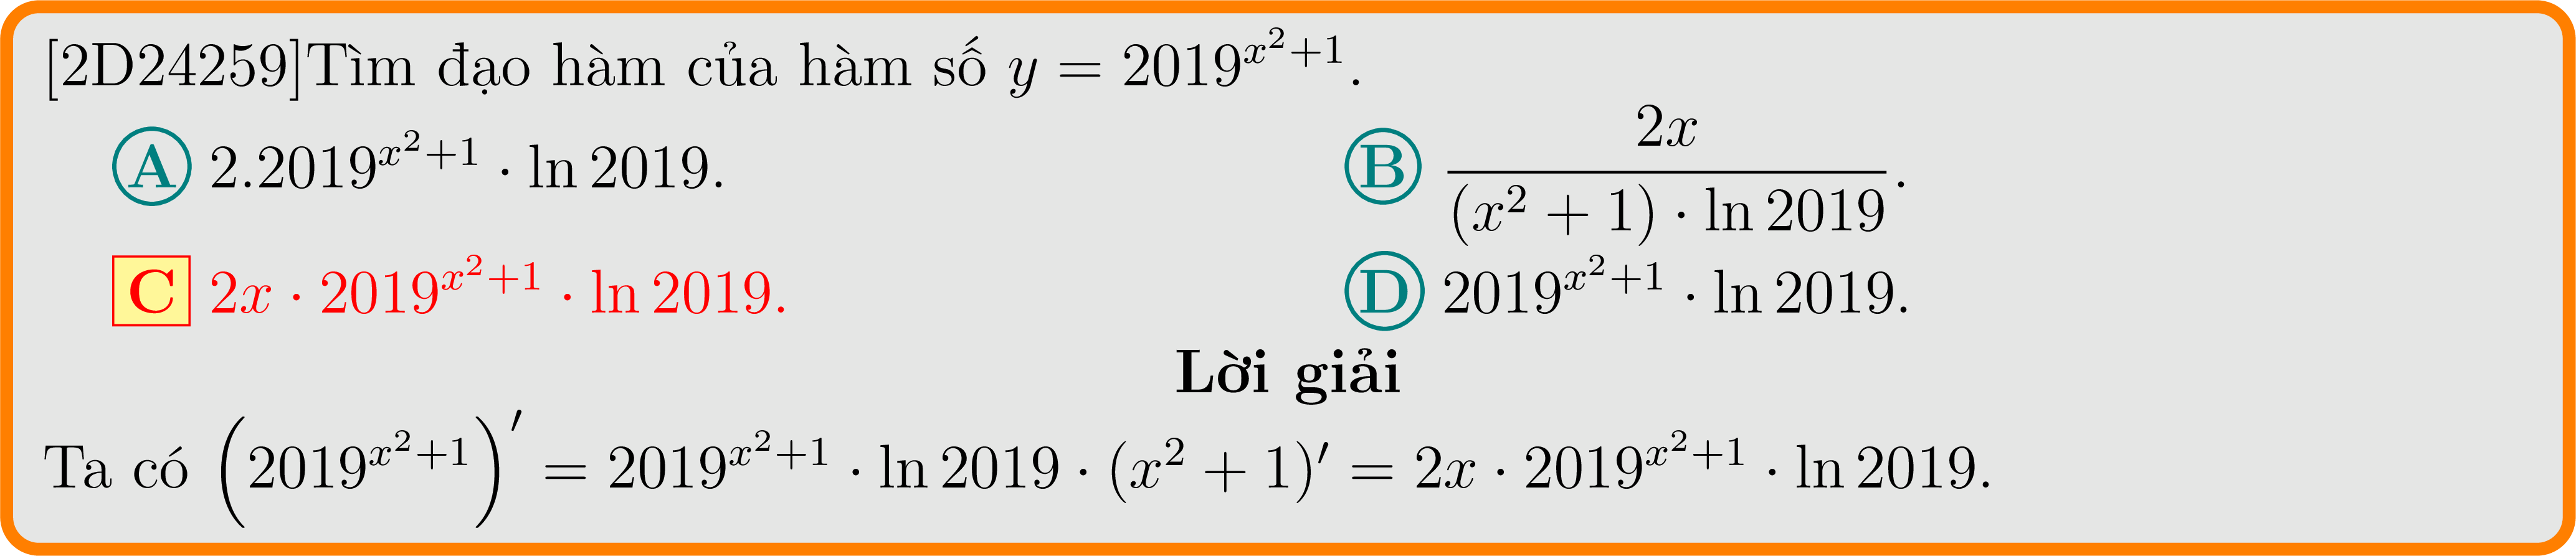 [2D24259]Tìm đạo hàm của hàm số $y = 2019^{x^2+1}$.
A $2.2019^{x^2+1} \cdot \ln 2019$.
B $\dfrac{2x}{(x^2+1) \cdot \ln 2019}$.
C $2x \cdot 2019^{x^2+1} \cdot \ln 2019$.
D $2019^{x^2+1} \cdot \ln 2019$.
Lời giải
Ta có $\left(2019^{x^2+1}\right)' = 2019^{x^2+1} \cdot \ln 2019 \cdot (x^2+1)' = 2x \cdot 2019^{x^2+1} \cdot \ln 2019$.